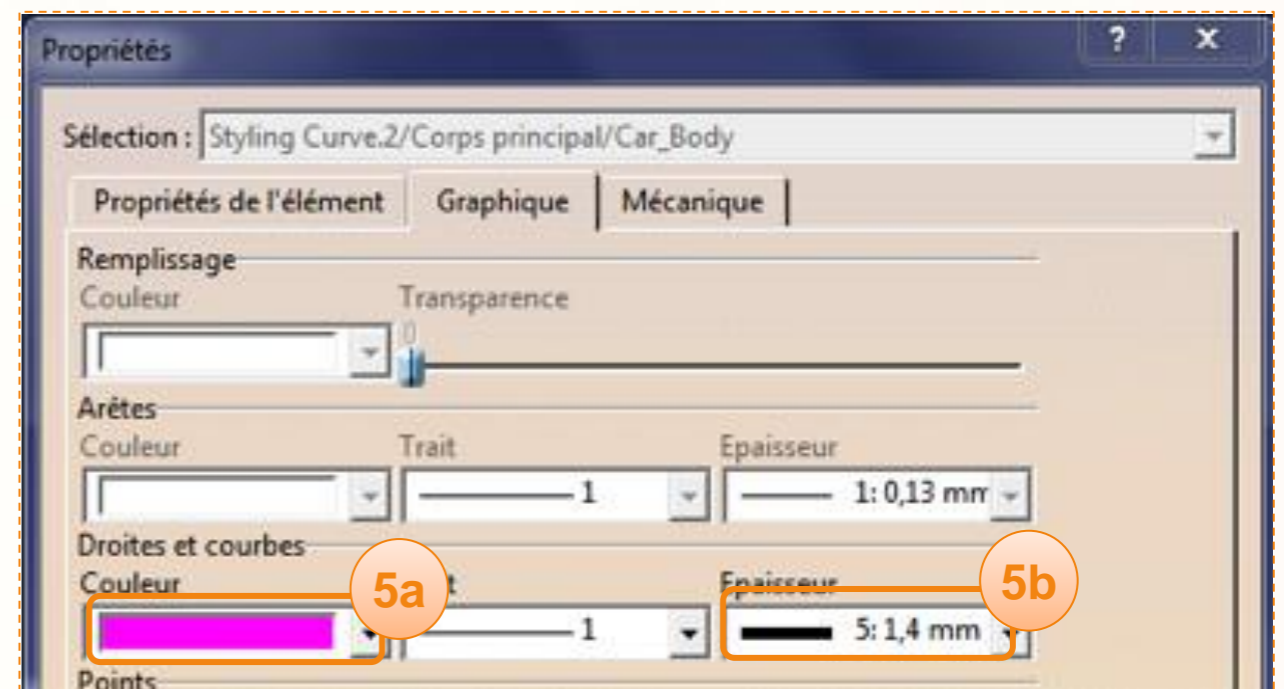 Propriétés ? x
Sélection : Styling Curve.2/Corps principal/Car_Body
Propriétés de l'élément Graphique Mécanique
Remplissage
Couleur Transparence
0
Arêtes
Couleur Trait Epaisseur
1 1: 0,13 mm
Droites et courbes
Couleur 5a t Epaisseur 5b
1 5: 1,4 mm
Points